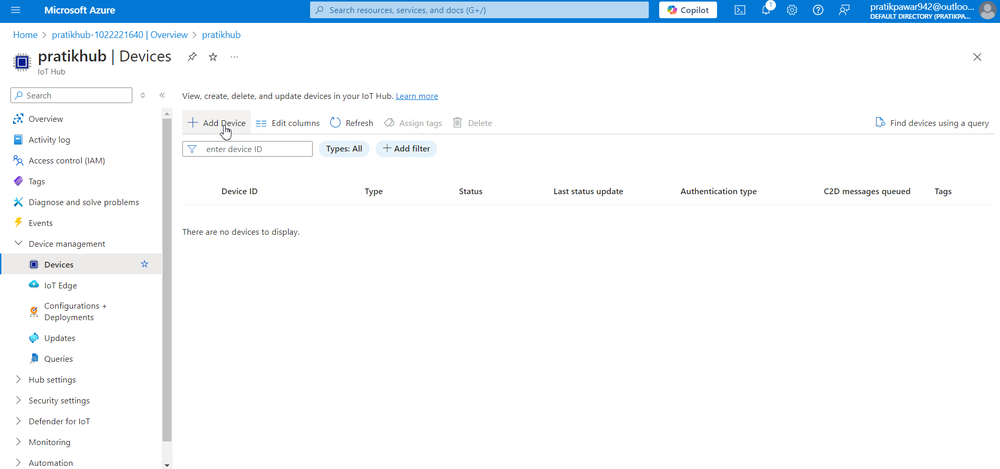 Microsoft Azure
Search resources, services, and docs (G+/)
Copilot
1
pratikpawar942@outloo...
DEFAULT DIRECTORY (PRATIKPA...
Home > pratikhub-1022221640 | Overview > pratikhub
pratikhub | Devices
...
IoT Hub
Search
View, create, delete, and update devices in your IoT Hub. Learn more
Overview
Activity log
Access control (IAM)
Tags
Diagnose and solve problems
Events
Device management
Devices
IoT Edge
Configurations +
Deployments
Updates
Queries
Hub settings
Security settings
Defender for IoT
Monitoring
Automation
Add Device
Edit columns
Refresh
Assign tags
Delete
Find devices using a query
enter device ID
Types: All
Add filter
Device ID
Type
Status
Last status update
Authentication type
C2D messages queued
Tags
There are no devices to display.